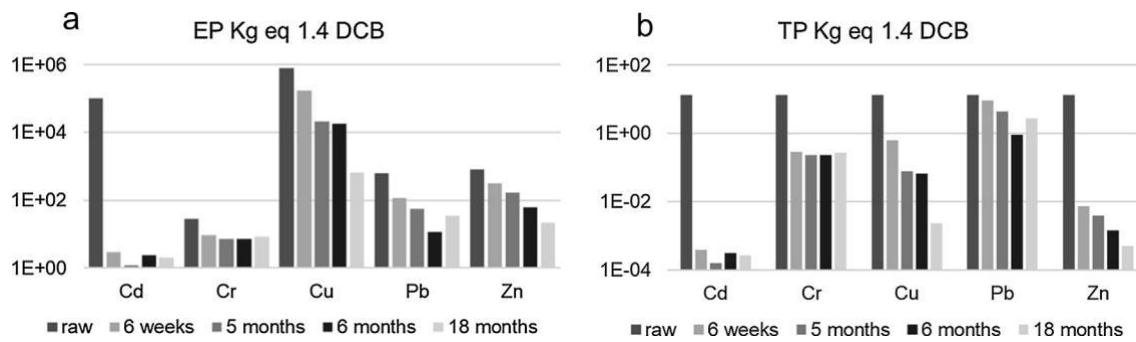 a
EP Kg eq 1.4 DCB
1E+06
1E+04
1E+02
1E+00
Cd Cr Cu Pb Zn
raw 6 weeks 5 months 6 months 18 months
b
TP Kg eq 1.4 DCB
1E+02
1E+00
1E-02
1E-04
Cd Cr Cu Pb Zn
raw 6 weeks 5 months 6 months 18 months